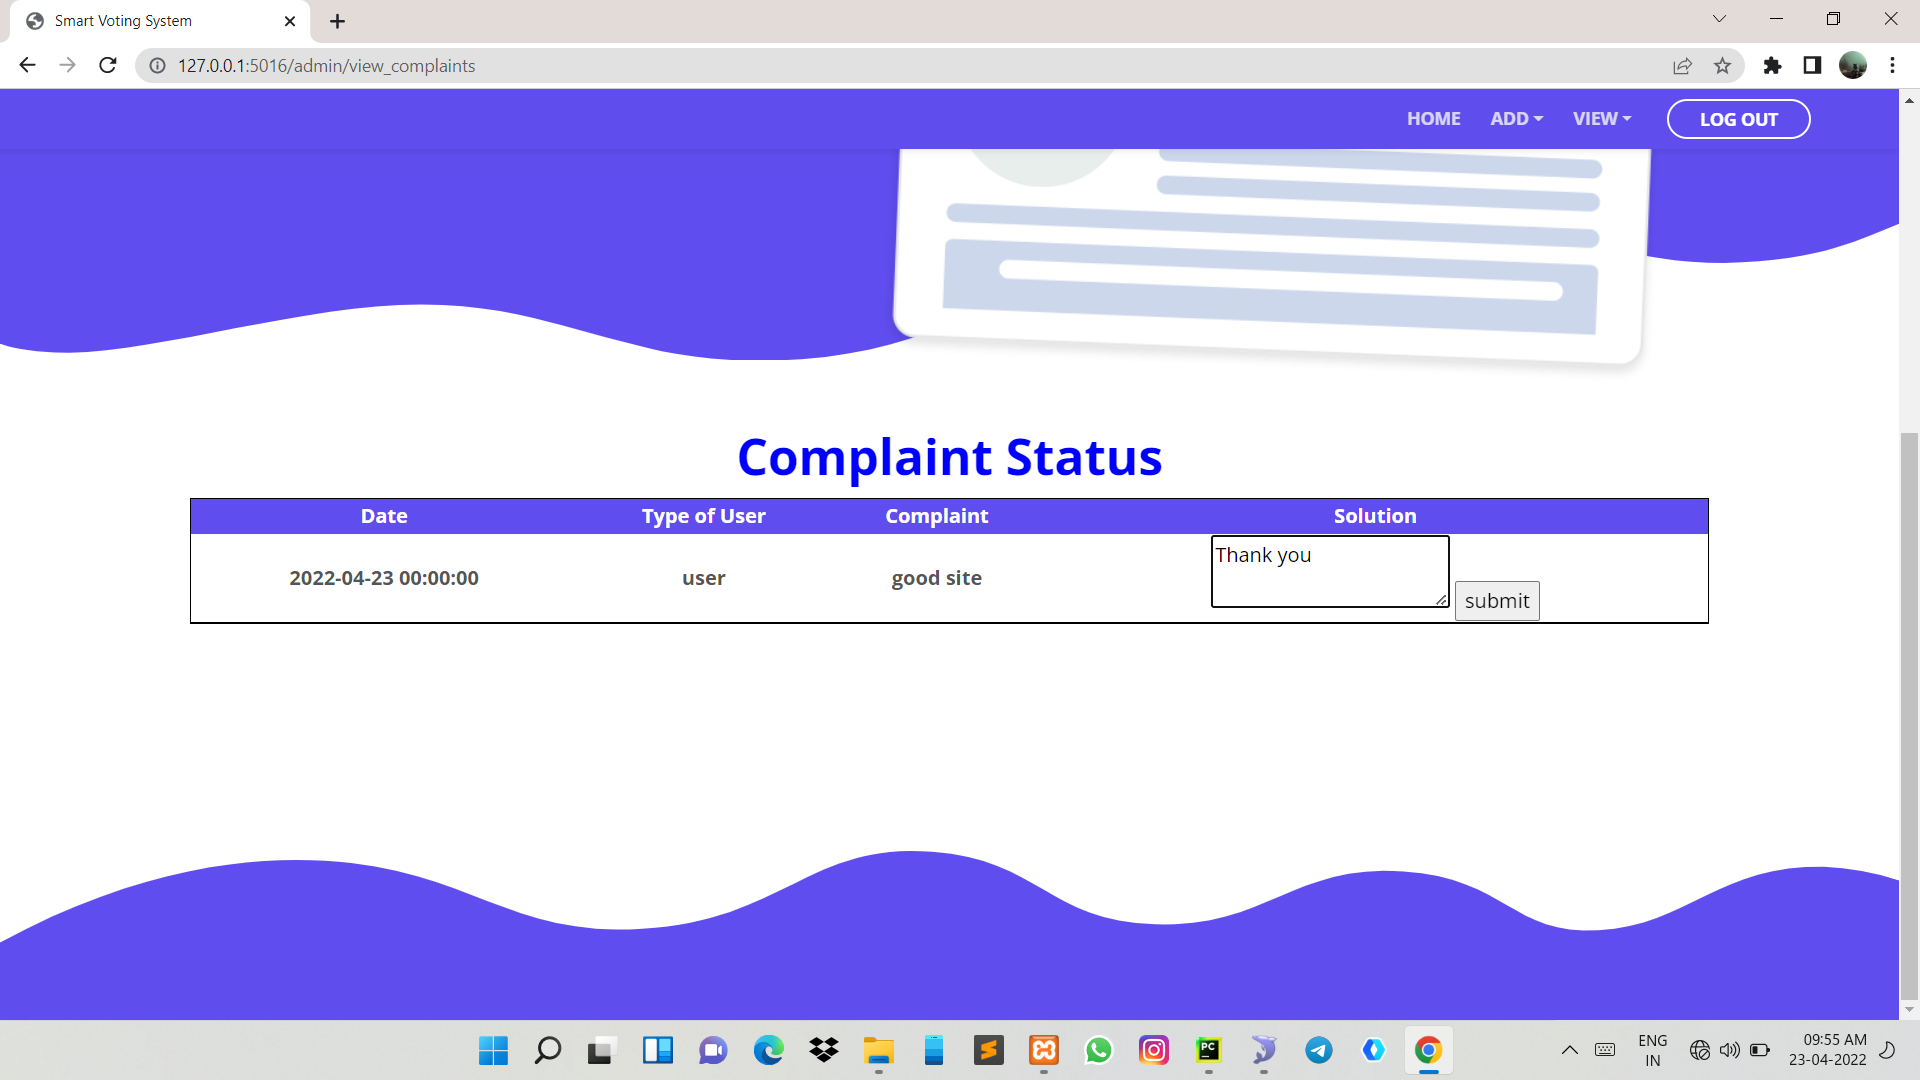 Smart Voting System
127.0.0.1:5016/admin/view_complaints
HOME ADD VIEW LOG OUT
Complaint Status
Date Type of User Complaint Solution
2022-04-23 00:00:00 user good site Thank you submit
PC
ENG 09:55 AM
IN 23-04-2022